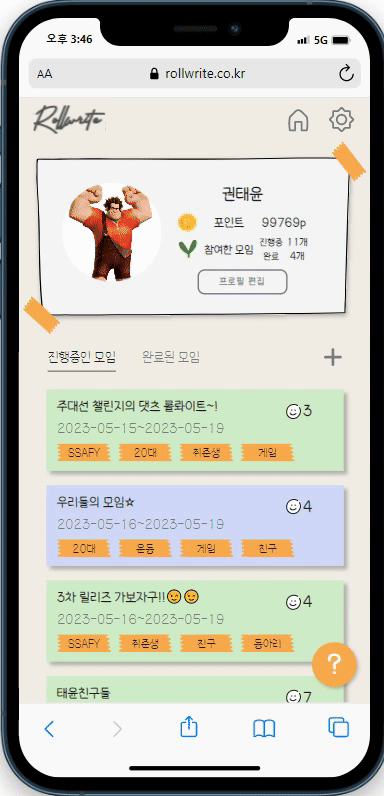 오후 3:46
5G
AA
rollwrite.co.kr
Rollwrite
권태윤
포인트 99769p
참여한 모임 진행중 11개
완료 4개
프로필 편집
진행중인 모임 완료된 모임 +
주대선 챌린지의 댓츠 롤롸이트~!
3
2023-05-15~2023-05-19
SSAFY 20대 취준생 게임
우리들의 모임☆
4
2023-05-16~2023-05-19
20대 운동 게임 친구
3차 릴리즈 가보자구!!😉😉
4
2023-05-16~2023-05-19
SSAFY 취준생 친구 동아리
?
태윤친구들
7